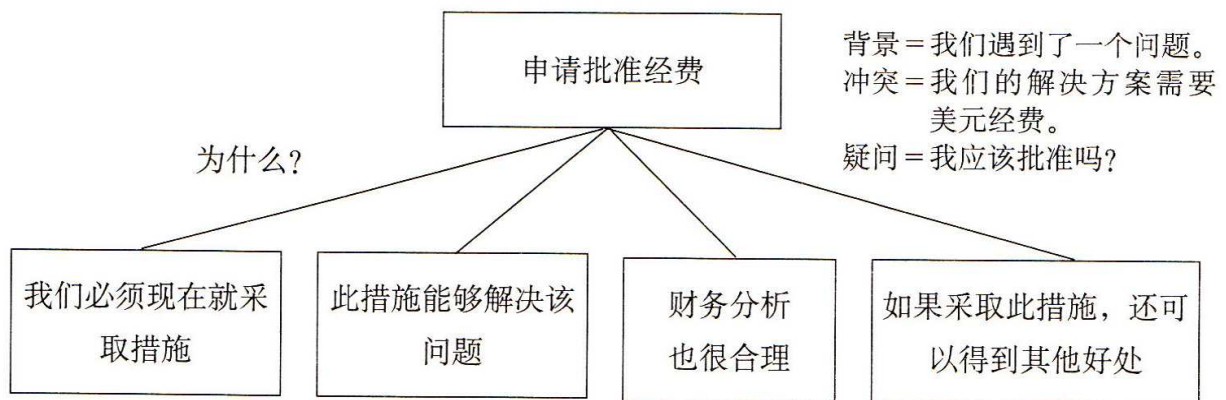 申请批准经费
背景＝我们遇到了一个问题。
冲突＝我们的解决方案需要
美元经费。
疑问＝我应该批准吗？
为什么？
我们必须现在就采
取措施
此措施能够解决该
问题
财务分析
也很合理
如果采取此措施，还可
以得到其他好处